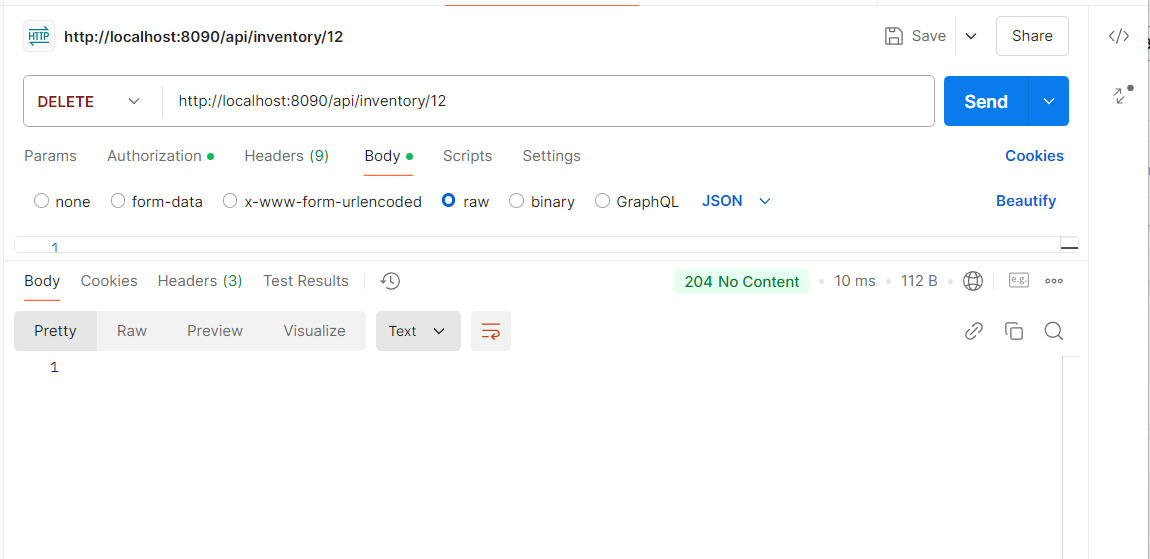 HTTP http://localhost:8090/api/inventory/12 Save Share
DELETE http://localhost:8090/api/inventory/12 Send
Params Authorization Headers (9) Body Scripts Settings Cookies
none form-data x-www-form-urlencoded raw binary GraphQL JSON Beautify
1
Body Cookies Headers (3) Test Results 204 No Content 10 ms 112 B e.g.
Pretty Raw Preview Visualize Text
1